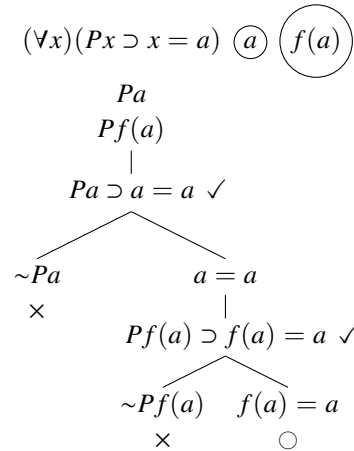 (∀x)(Px ⊃ x = a) ⓐ f(a)
Pa
Pf(a)
Pa ⊃ a = a ✓
~Pa a = a
×
Pf(a) ⊃ f(a) = a ✓
~Pf(a) f(a) = a
× ○